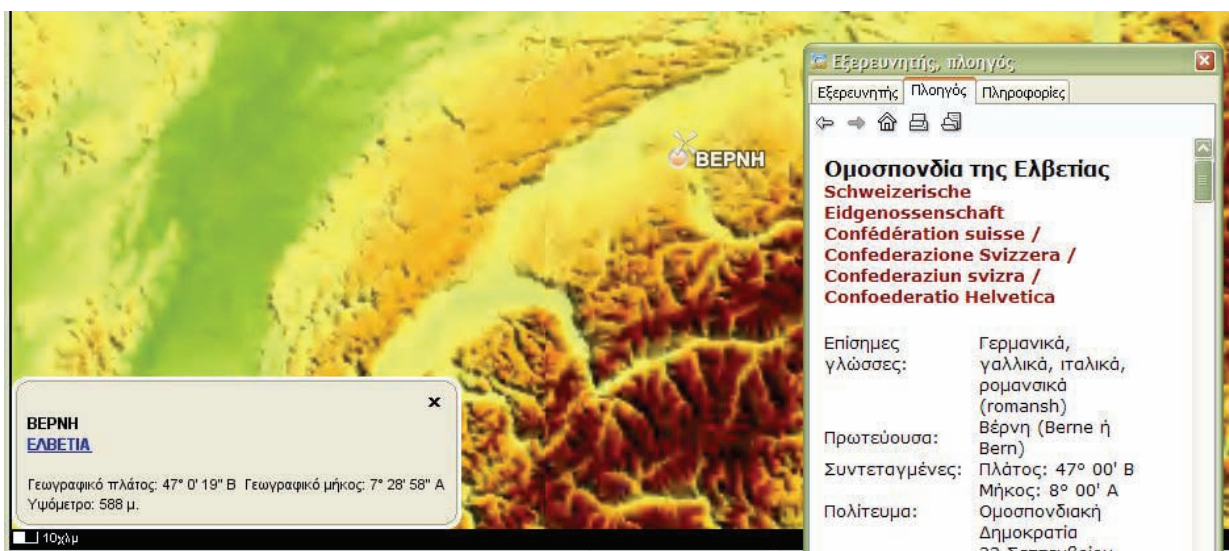 ΒΕΡΝΗ
Εξερευνητής, πλοηγός
Εξερευνητής Πλοηγός Πληροφορίες
Ομοσπονδία της Ελβετίας
Schweizerische
Eidgenossenschaft
Confédération suisse /
Confederazione Svizzera /
Confederaziun svizra /
Confoederatio Helvetica
Επίσημες γλώσσες: Γερμανικά,
γαλλικά, ιταλικά,
ρομανσικά
(romansh)
Πρωτεύουσα: Βέρνη (Berne ή
Bern)
Συντεταγμένες: Πλάτος: 47° 00' Β
Μήκος: 8° 00' Α
Πολίτευμα: Ομοσπονδιακή
Δημοκρατία
ΒΕΡΝΗ
ΕΛΒΕΤΙΑ
Γεωγραφικό πλάτος: 47° 0' 19" Β Γεωγραφικό μήκος: 7° 28' 58" Α
Υψόμετρο: 588 μ.
10χλμ